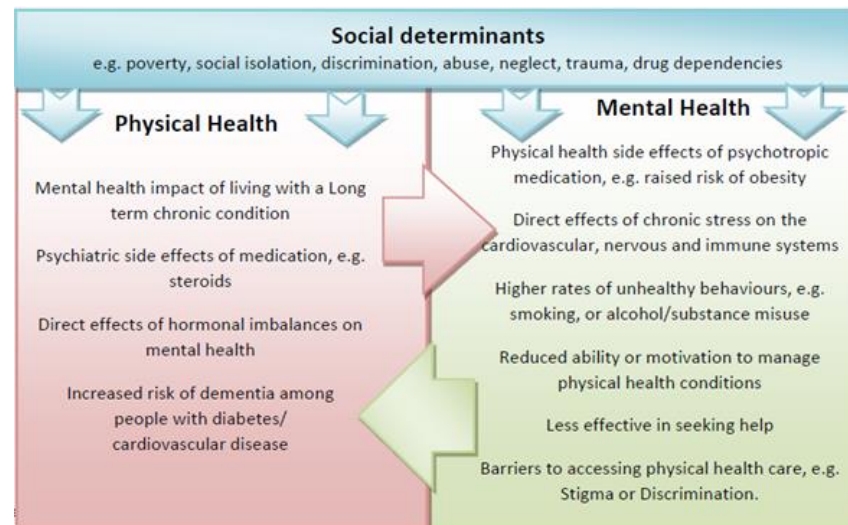 Social determinants
e.g. poverty, social isolation, discrimination, abuse, neglect, trauma, drug dependencies
Physical Health
Mental health impact of living with a Long
term chronic condition
Psychiatric side effects of medication, e.g.
steroids
Direct effects of hormonal imbalances on
mental health
Increased risk of dementia among
people with diabetes/
cardiovascular disease
Mental Health
Physical health side effects of psychotropic
medication, e.g. raised risk of obesity
Direct effects of chronic stress on the
cardiovascular, nervous and immune systems
Higher rates of unhealthy behaviours, e.g.
smoking, or alcohol/substance misuse
Reduced ability or motivation to manage
physical health conditions
Less effective in seeking help
Barriers to accessing physical health care, e.g.
Stigma or Discrimination.